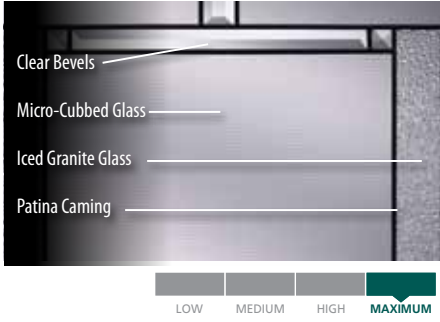 Clear Bevels
Micro-Cubbed Glass
Iced Granite Glass
Patina Caming
LOW MEDIUM HIGH MAXIMUM